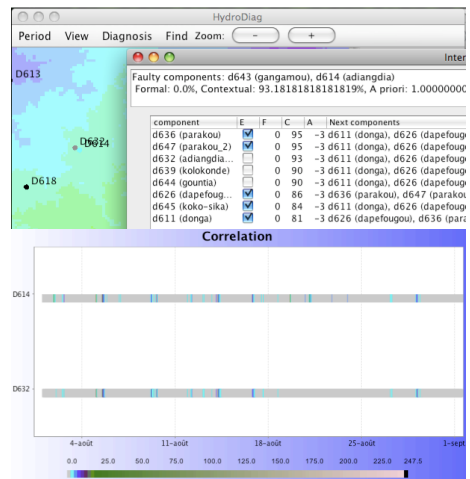 HydroDiag
Period View Diagnosis Find Zoom: - +
D613
D614
D618
Inter
Faulty components: d643 (gangamou), d614 (adiangdia)
Formal: 0.0%, Contextual: 93.18181818181819%, A priori: 1.00000000
component E F C A Next components
d636 (parakou) 0 95 -3 d611 (donga), d626 (dapefoug
d647 (parakou_2) 0 95 -3 d611 (donga), d626 (dapefoug
d632 (adiangdia... 0 93 -3 d611 (donga), d626 (dapefoug
d639 (kolokonde) 0 90 -3 d611 (donga), d626 (dapefoug
d644 (gountia) 0 90 -3 d611 (donga), d626 (dapefoug
d626 (dapefoug... 0 86 -3 d636 (parakou), d647 (parako
d645 (koko-sika) 0 84 -3 d611 (donga), d626 (dapefoug
d611 (donga) 0 81 -3 d626 (dapefougou), d636 (para
Correlation
D614
D632
4-août 11-août 18-août 25-août 1-sept
0.0 25.0 50.0 75.0 100.0 125.0 150.0 175.0 200.0 225.0 247.5